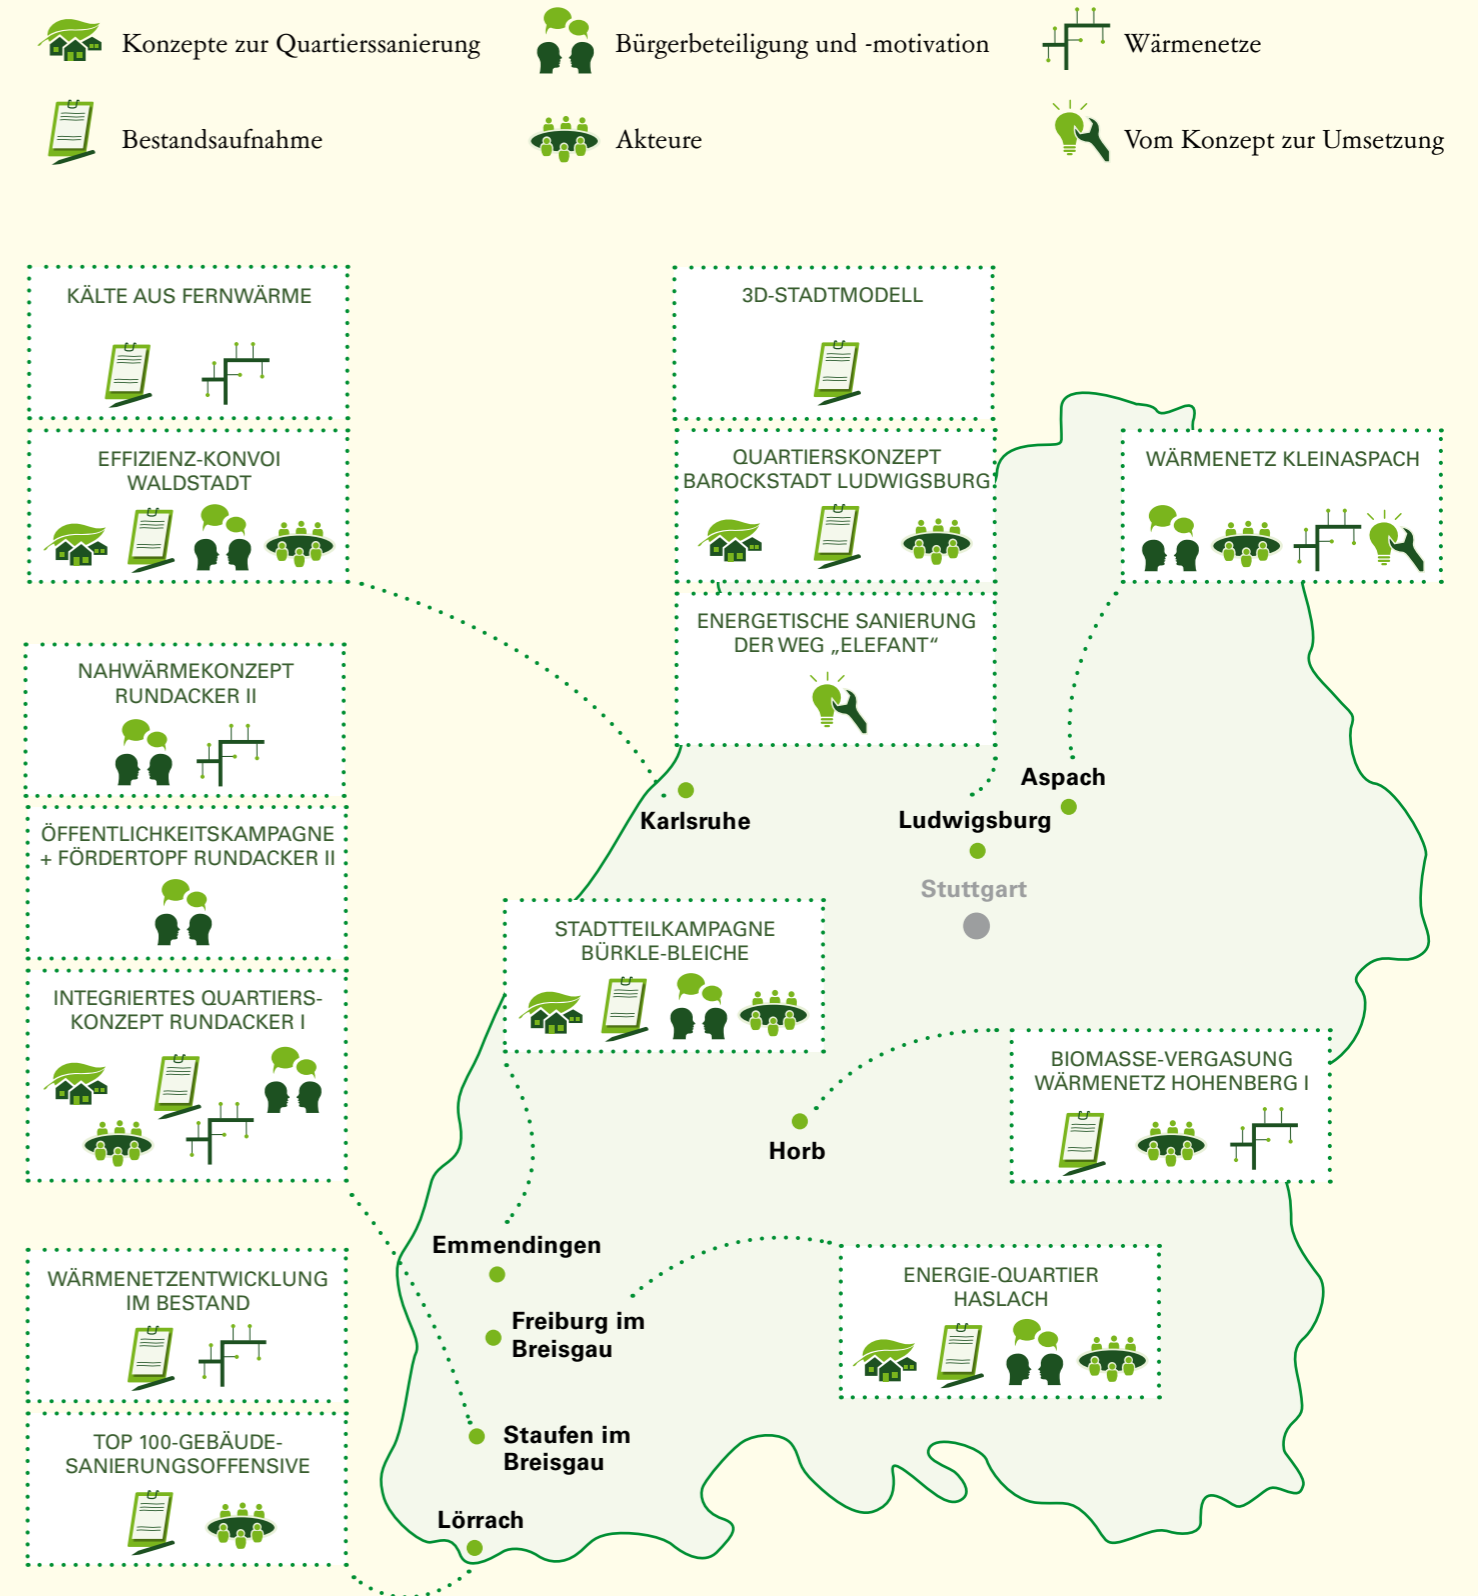 Konzepte zur Quartierssanierung
Bürgerbeteiligung und -motivation
Wärmenetze
Bestandsaufnahme
Akteure
Vom Konzept zur Umsetzung
KÄLTE AUS FERNWÄRME
EFFIZIENZ-KONVOI
WALDSTADT
3D-STADTMODELL
QUARTIERSKONZEPT
BAROCKSTADT LUDWIGSBURG
ENERGETISCHE SANIERUNG
DER WEG „ELEFANT“
WÄRMENETZ KLEINASPACH
NAHWÄRMEKONZEPT
RUNDACKER II
ÖFFENTLICHKEITSKAMPAGNE
+ FÖRDERTOPF RUNDACKER II
INTEGRIERTES QUARTIERS-
KONZEPT RUNDACKER I
Karlsruhe
Aspach
Ludwigsburg
Stuttgart
STADTTEILKAMPAGNE
BÜRKLE-BLEICHE
BIOMASSE-VERGASUNG
WÄRMENETZ HOHENBERG I
Horb
Emmendingen
Freiburg im
Breisgau
ENERGIE-QUARTIER
HASLACH
WÄRMENETZENTWICKLUNG
IM BESTAND
TOP 100-GEBÄUDE-
SANIERUNGSOFFENSIVE
Staufen im
Breisgau
Lörrach